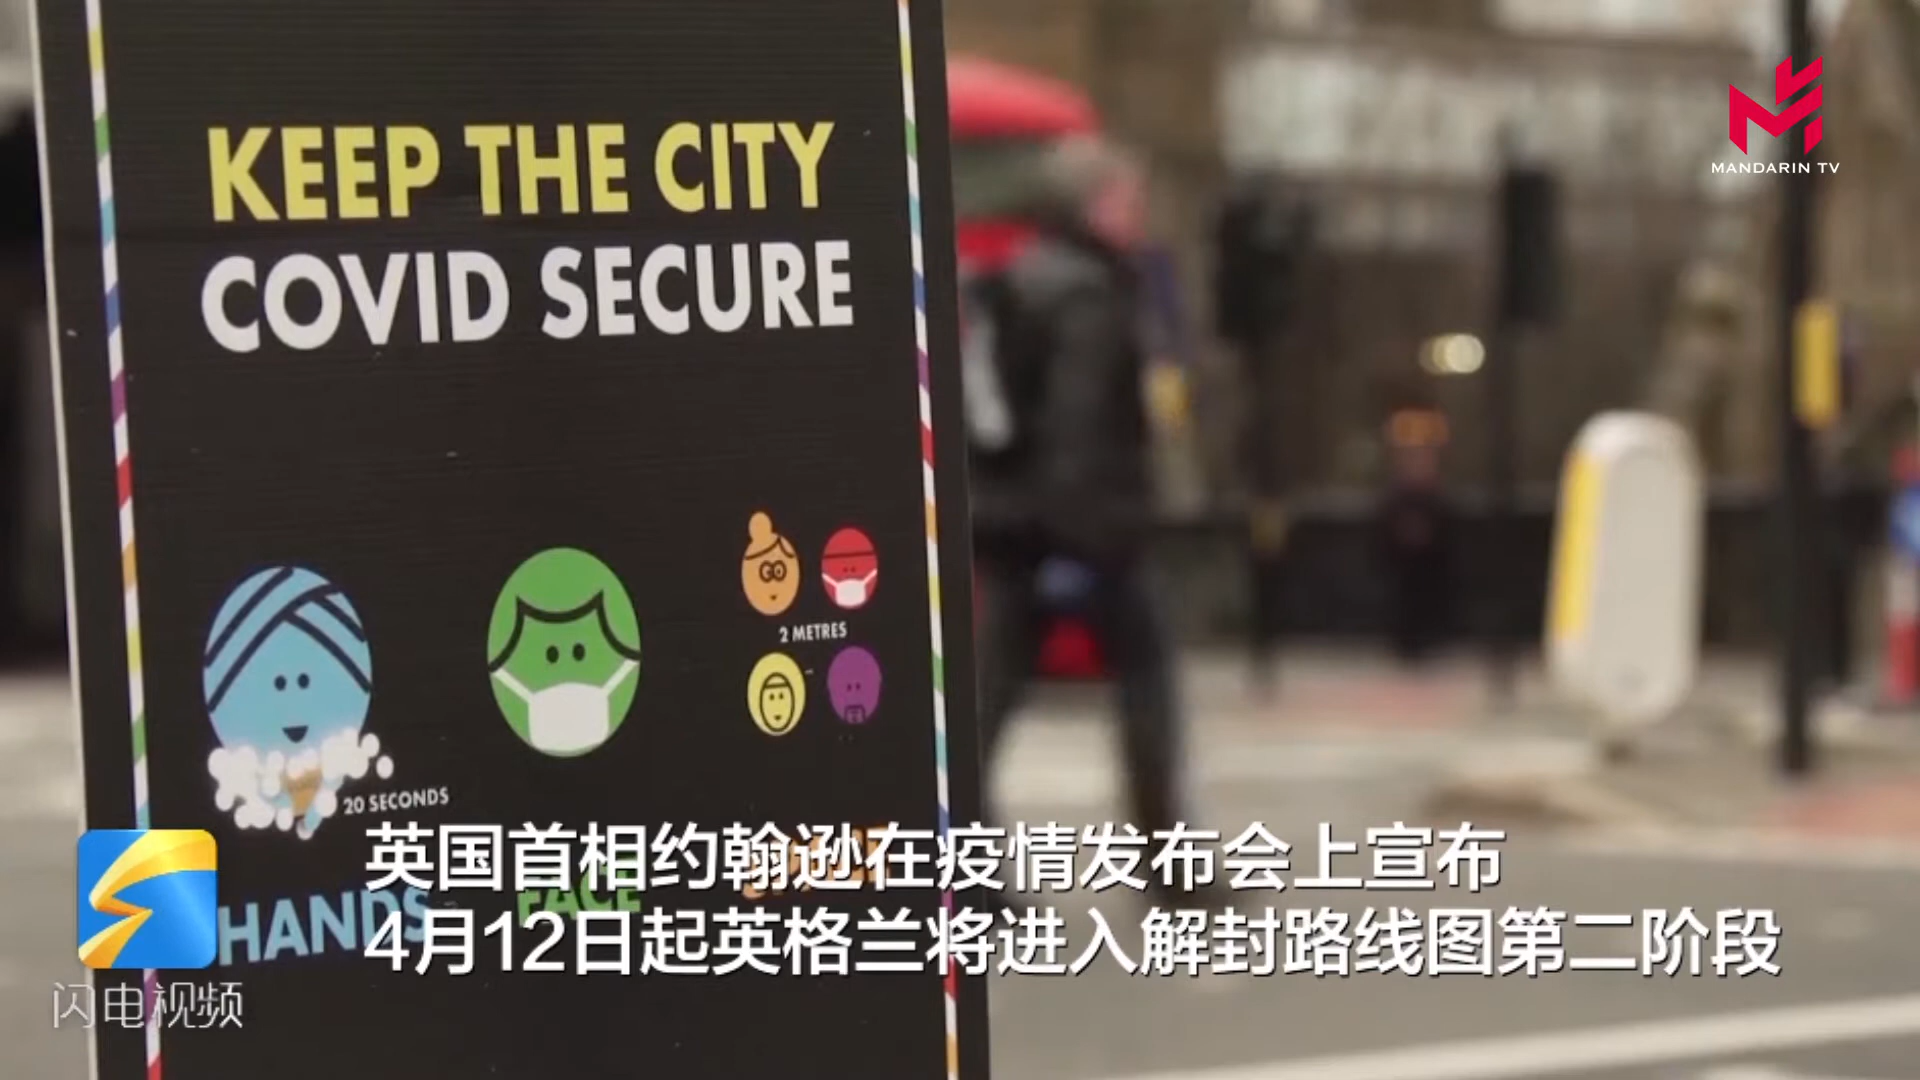 MANDARIN TV
KEEP THE CITY
COVID SECURE
2 METRES
20 SECONDS
HANDS
FACE
英国首相约翰逊在疫情发布会上宣布
4月12日起英格兰将进入解封路线图第二阶段
闪电视频